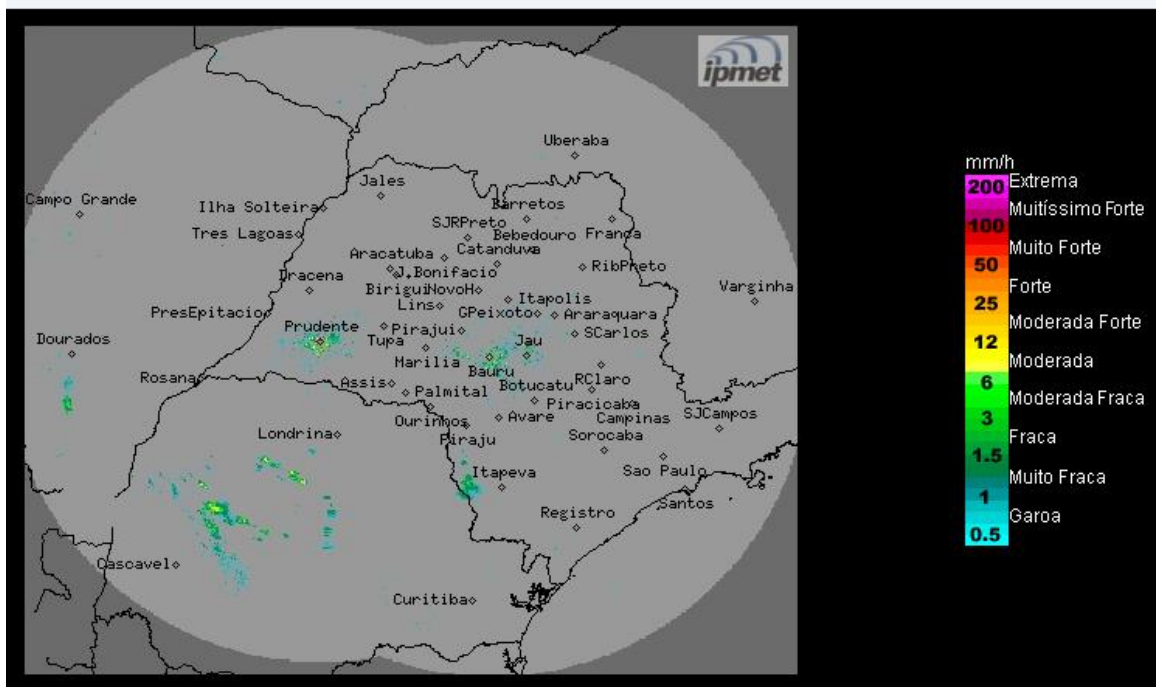 ipmet
Uberaba
Jales
Campo Grande
Ilha Solteira
Barretos
SJRPreto
Tres Lagoas
Bebedouro
Franca
Catanduva
Aracatuba
J.Bonifacio
RibPreto
Dracena
Birigui
NovoH
Varginha
Lins
Itapolis
PresEpitacio
GPeixoto
Araraquara
Prudente
Pirajui
SCarlos
Dourados
Tupa
Jau
Marilia
Bauru
Rosana
Assis
Botucatu
RClaro
Palmital
Piracicaba
Ourinhos
Avare
Campinas
SJCampos
Londrina
Piraju
Sorocaba
Itapeva
Sao Paulo
Santos
Registro
Cascavel
Curitiba
mm/h
200 Extrema
Muitíssimo Forte
100
Muito Forte
50
Forte
25
Moderada Forte
12
Moderada
6
Moderada Fraca
3
Fraca
1.5
Muito Fraca
1
Garoa
0.5